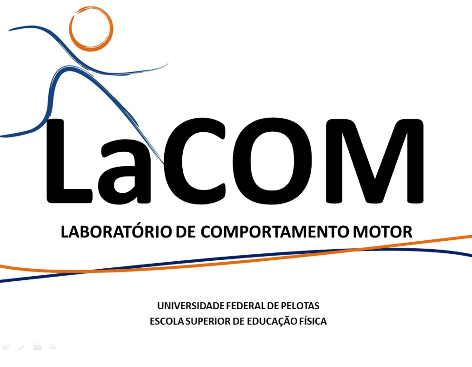 LaCOM
LABORATÓRIO DE COMPORTAMENTO MOTOR
UNIVERSIDADE FEDERAL DE PELOTAS
ESCOLA SUPERIOR DE EDUCAÇÃO FÍSICA